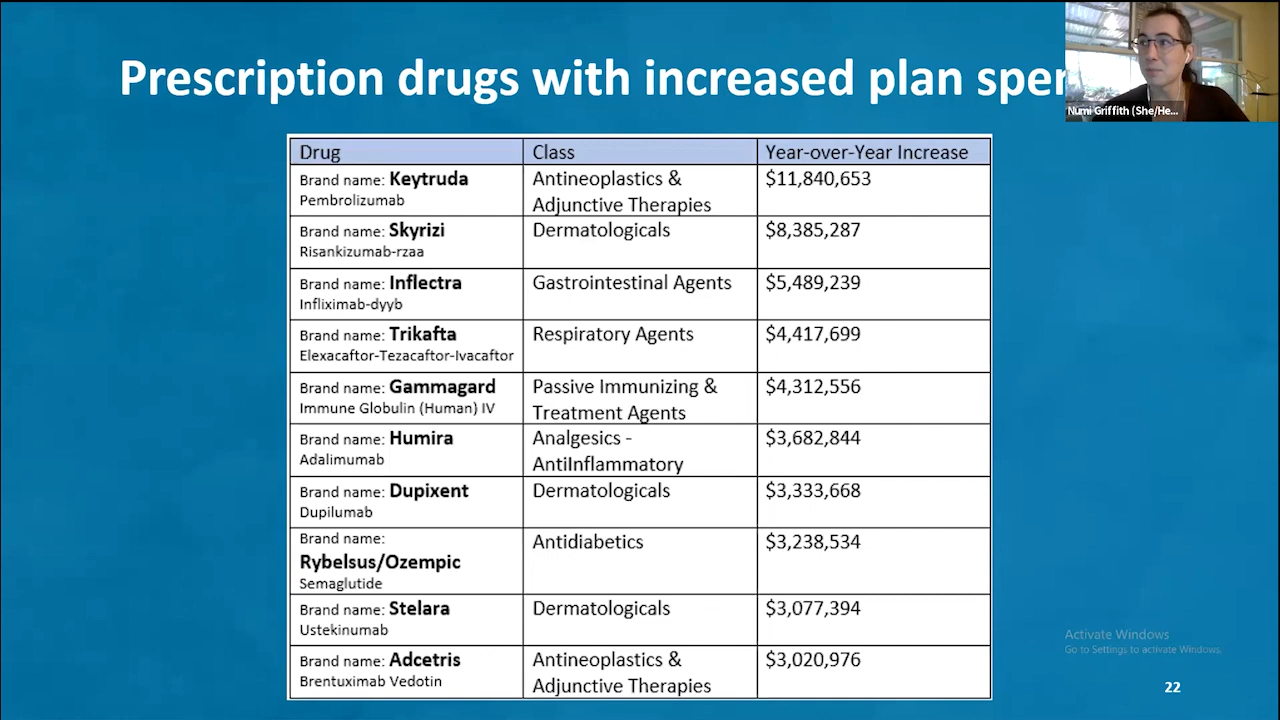 Prescription drugs with increased plan
Numi Griffith (She/He...
Drug Class Year-over-Year Increase
Brand name: Keytruda
Pembrolizumab
Antineoplastics &
Adjunctive Therapies
$11,840,653
Brand name: Skyrizi
Risankizumab-rzaa
Dermatologicals
$8,385,287
Brand name: Inflectra
Infliximab-dyyb
Gastrointestinal Agents
$5,489,239
Brand name: Trikafta
Elexacaftor-Tezacaftor-Ivacaftor
Respiratory Agents
$4,417,699
Brand name: Gammagard
Immune Globulin (Human) IV
Passive Immunizing &
Treatment Agents
$4,312,556
Brand name: Humira
Adalimumab
Analgesics -
AntiInflammatory
$3,682,844
Brand name: Dupixent
Dupilumab
Dermatologicals
$3,333,668
Brand name:
Rybelsus/Ozempic
Semaglutide
Antidiabetics
$3,238,534
Brand name: Stelara
Ustekinumab
Dermatologicals
$3,077,394
Brand name: Adcetris
Brentuximab Vedotin
Antineoplastics &
Adjunctive Therapies
$3,020,976
Activate Windows
Go to Settings to activate Windows.
22